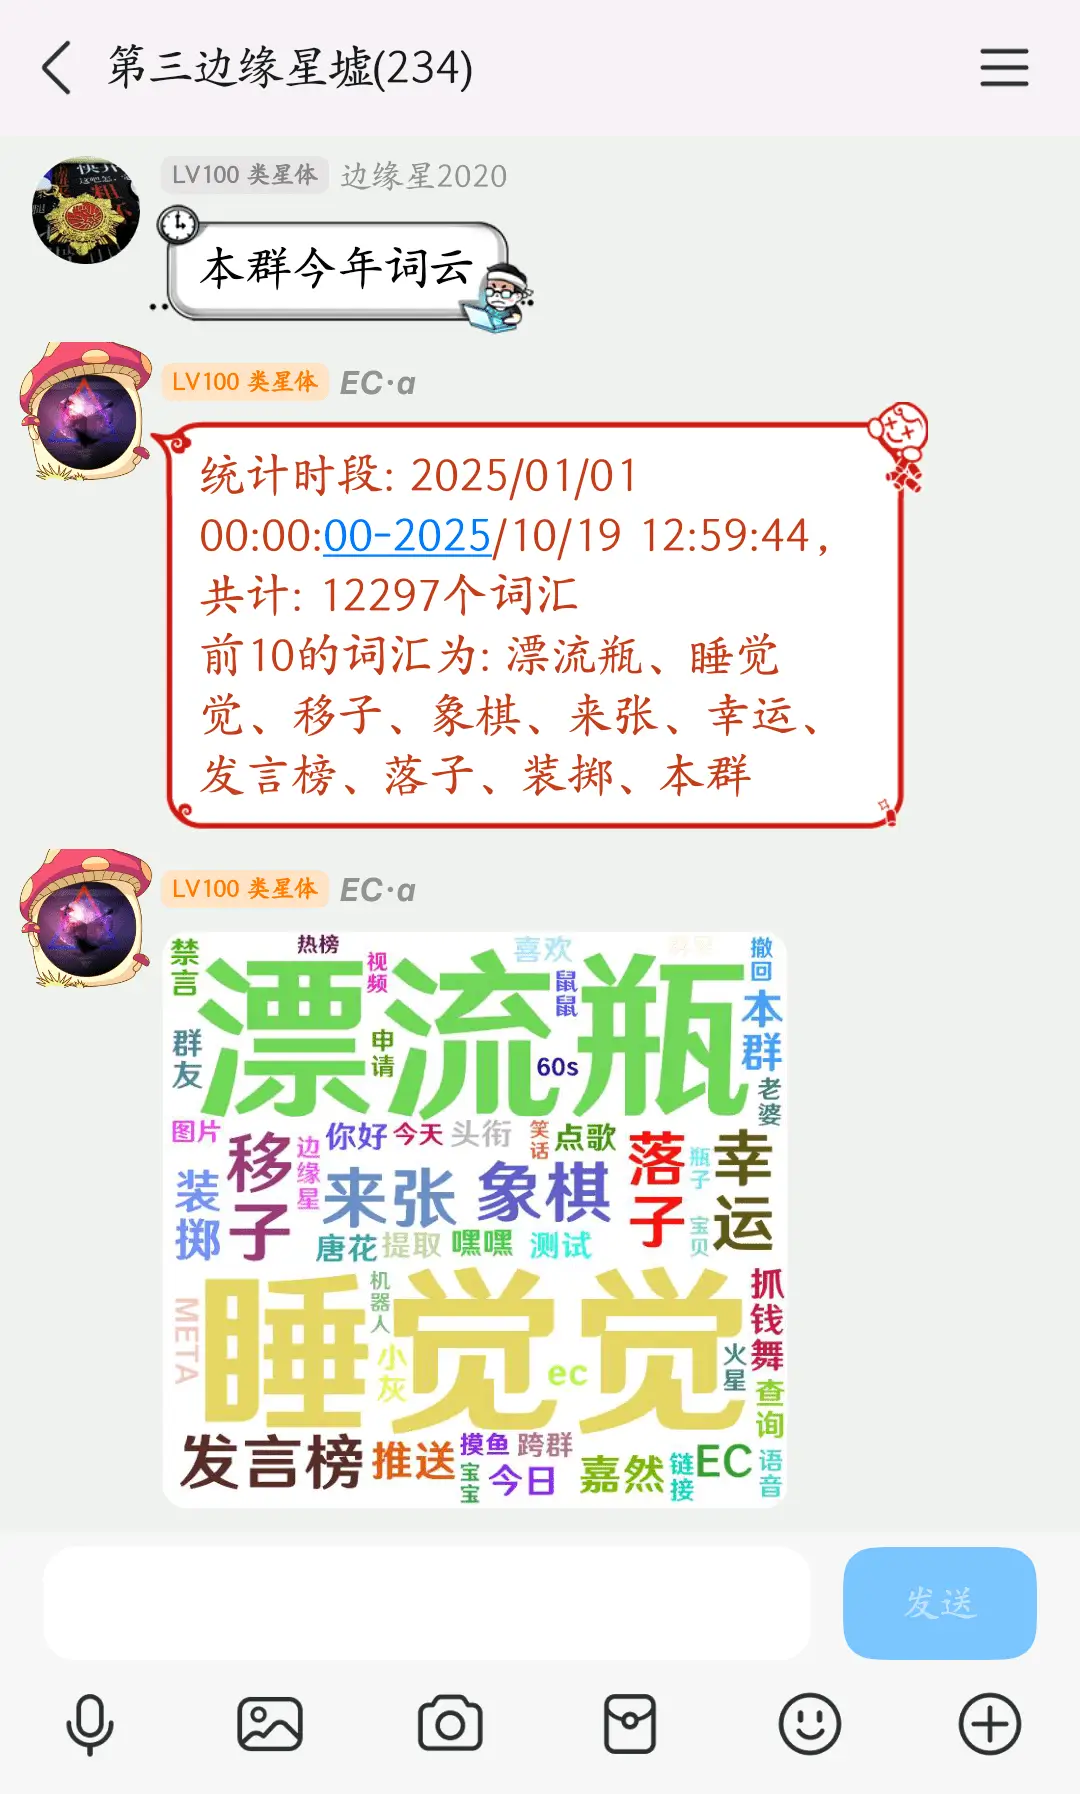 第三边缘星墟(234)
LV100 类星体 边缘星2020
本群今年词云
LV100 类星体 EC·a
统计时段: 2025/01/01
00:00:00-2025/10/19 12:59:44,
共计: 12297个词汇
前10的词汇为: 漂流瓶、睡觉
觉、移子、象棋、来张、幸运、
发言榜、落子、装掷、本群
LV100 类星体 EC·a
禁言
热榜
视频
喜欢
鼠鼠
撤回
漂流瓶
群友
申请
60s
本群
老婆
图片
移子
边缘星
你好
今天
头衔
笑话
点歌
落子
瓶子
幸运
装掷
来张
象棋
宝贝
唐花
提取
嘿嘿
测试
META
睡觉觉
机器人
小灰
ec
火星
抓钱舞
查询
发言榜
推送
摸鱼
跨群
宝宝
今日
嘉然
链接
EC
语音
发送